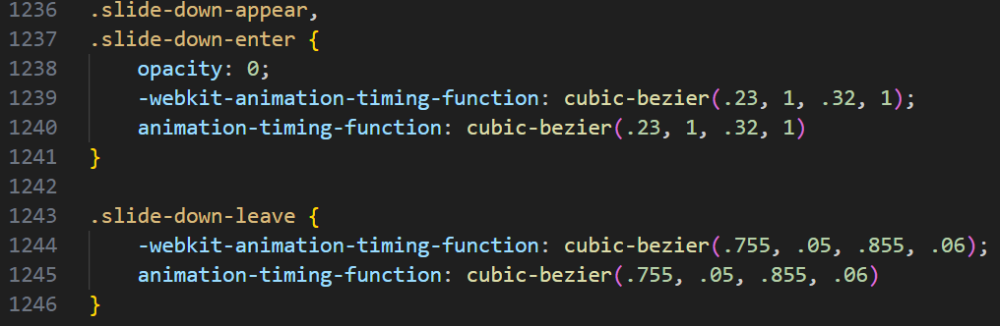 1236 .slide-down-appear,
1237 .slide-down-enter {
1238     opacity: 0;
1239     -webkit-animation-timing-function: cubic-bezier(.23, 1, .32, 1);
1240     animation-timing-function: cubic-bezier(.23, 1, .32, 1)
1241 }
1242
1243 .slide-down-leave {
1244     -webkit-animation-timing-function: cubic-bezier(.755, .05, .855, .06);
1245     animation-timing-function: cubic-bezier(.755, .05, .855, .06)
1246 }